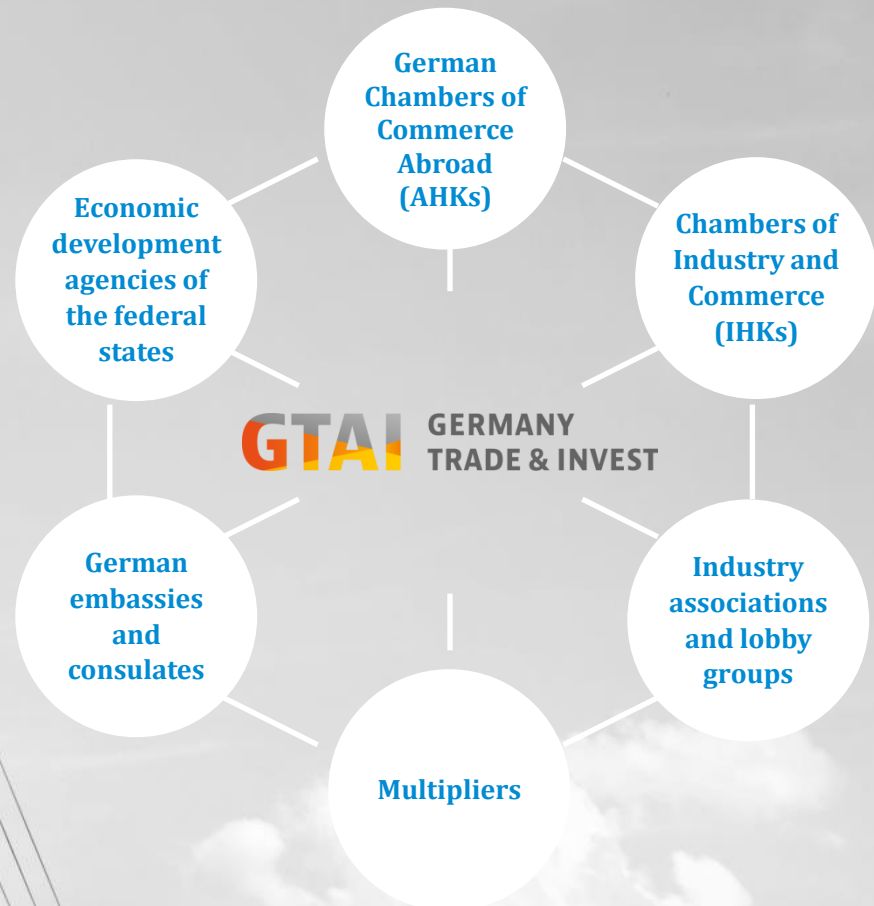 German
Chambers of
Commerce
Abroad
(AHKs)
Economic
development
agencies of
the federal
states
Chambers of
Industry and
Commerce
(IHKs)
GTAI GERMANY
TRADE & INVEST
German
embassies
and
consulates
Industry
associations
and lobby
groups
Multipliers